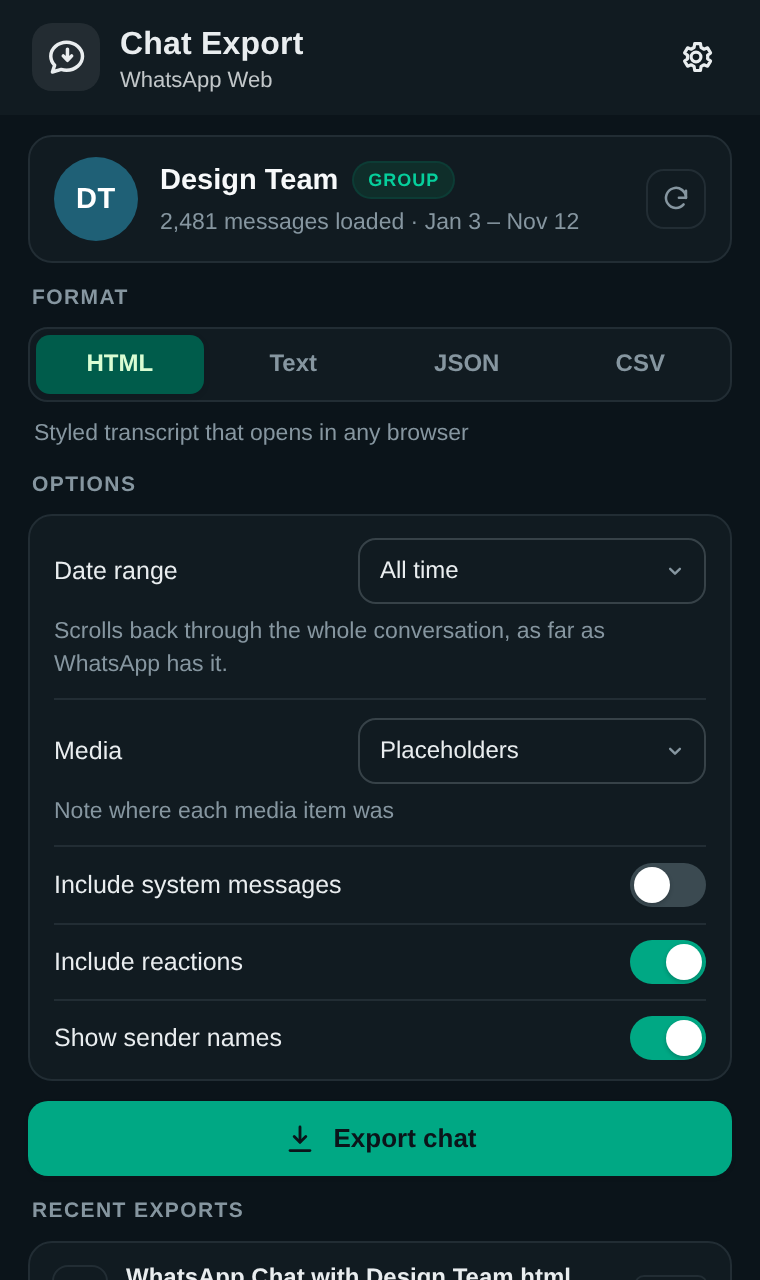 Chat Export
WhatsApp Web
DT
Design Team GROUP
2,481 messages loaded · Jan 3 – Nov 12
FORMAT
HTML Text JSON CSV
Styled transcript that opens in any browser
OPTIONS
Date range All time
Scrolls back through the whole conversation, as far as
WhatsApp has it.
Media Placeholders
Note where each media item was
Include system messages
Include reactions
Show sender names
Export chat
RECENT EXPORTS
WhatsApp Chat with Design Team.html